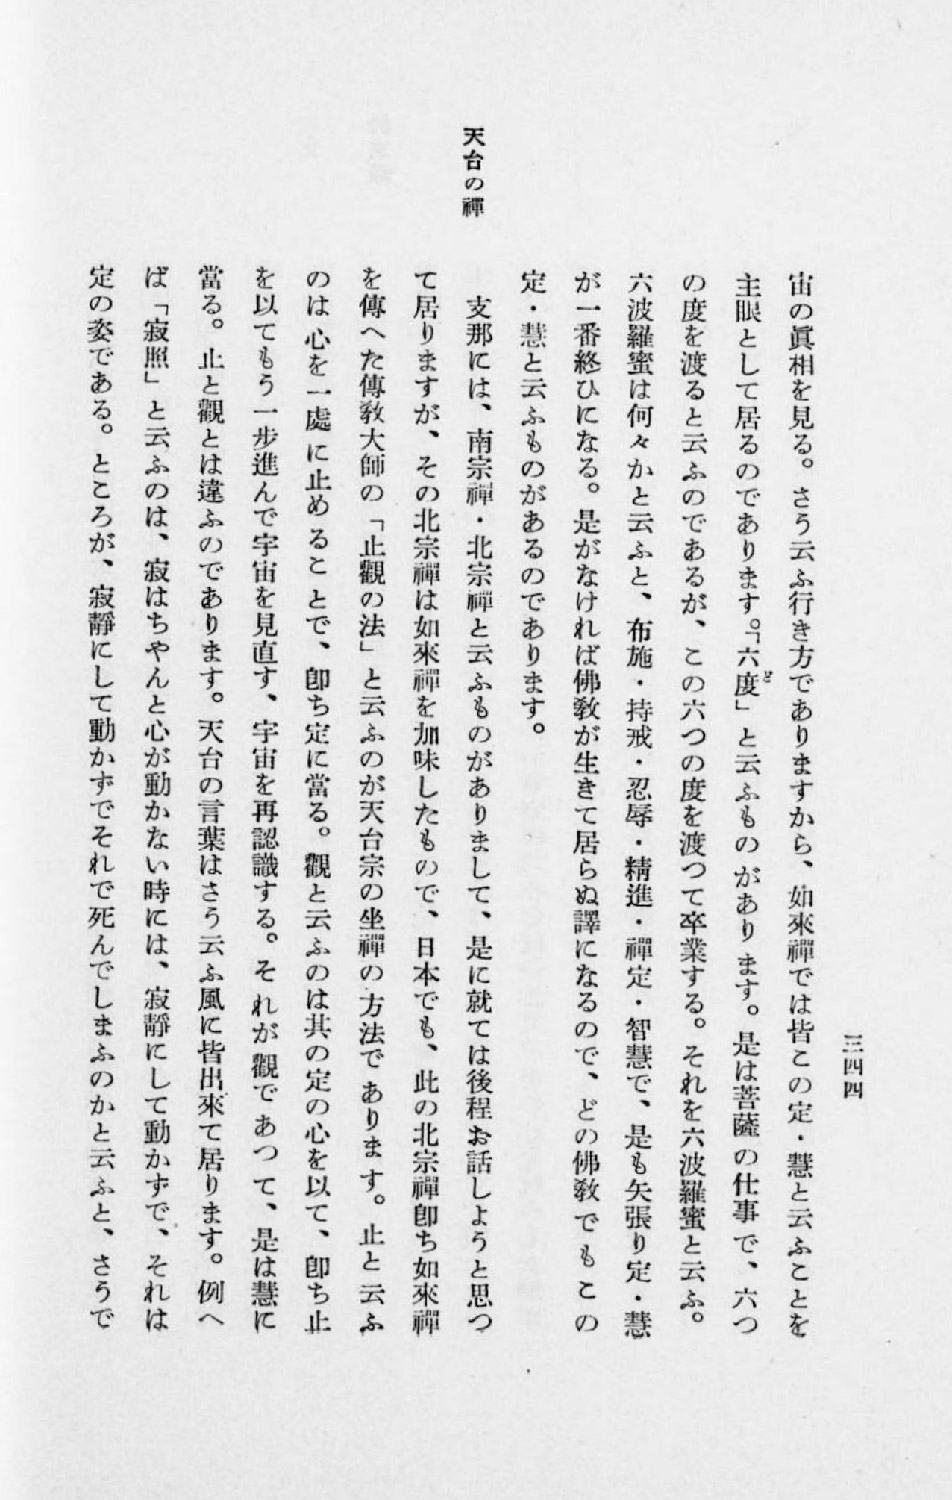 三四四
宙の眞相を見る。さう云ふ行き方でありますから、如來禪では皆この定・慧と云ふことを
主眼として居るのであります。「六度」と云ふものがあります。是は菩薩の仕事で、六つ
ど
の度を渡ると云ふのであるが、この六つの度を渡つて卒業する。それを六波羅蜜と云ふ。
六波羅蜜は何々かと云ふと、布施・持戒・忍辱・精進・禪定・智慧で、是も矢張り定・慧
が一番終ひになる。是がなければ佛敎が生きて居らぬ譯になるので、どの佛敎でもこの
定・慧と云ふものがあるのであります。
天台の禪
支那には、南宗禪・北宗禪と云ふものがありまして、是に就ては後程お話しようと思つ
て居りますが、その北宗禪は如來禪を加味したもので、日本でも、此の北宗禪卽ち如來禪
を傳へた傳敎大師の「止觀の法」と云ふのが天台宗の坐禪の方法であります。止と云ふ
のは心を一處に止めることで、卽ち定に當る。觀と云ふのは其の定の心を以て、卽ち止
を以てもう一步進んで宇宙を見直す、宇宙を再認識する。それが觀であつて、是は慧に
當る。止と觀とは違ふのであります。天台の言葉はさう云ふ風に皆出來て居ります。例へ
ば「寂照」と云ふのは、寂はちやんと心が動かない時には、寂靜にして動かずで、それは
定の姿である。ところが、寂靜にして動かずでそれで死んでしまふのかと云ふと、さうで